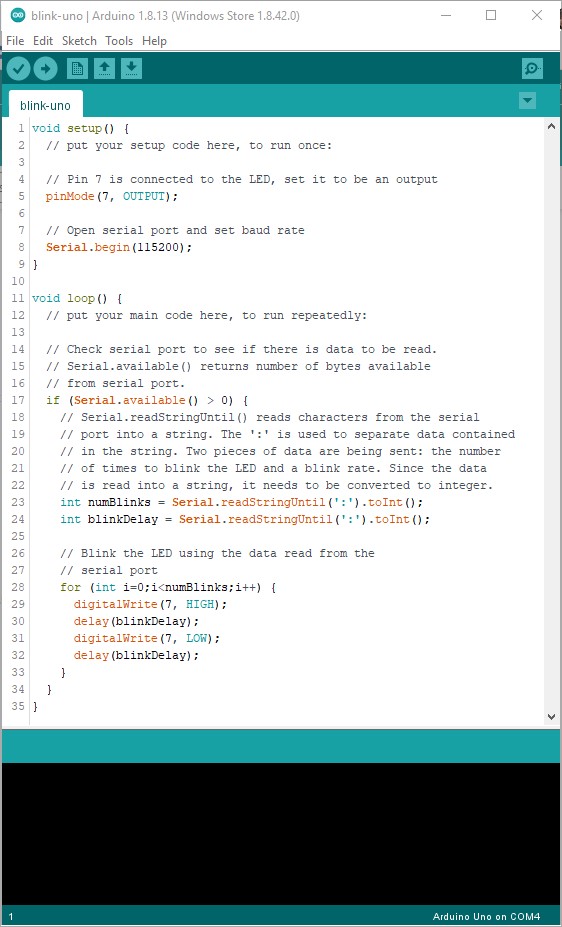 blink-uno | Arduino 1.8.13 (Windows Store 1.8.42.0)
File Edit Sketch Tools Help
blink-uno
1 void setup() {
2   // put your setup code here, to run once:
3
4   // Pin 7 is connected to the LED, set it to be an output
5   pinMode(7, OUTPUT);
6
7   // Open serial port and set baud rate
8   Serial.begin(115200);
9 }
10
11 void loop() {
12   // put your main code here, to run repeatedly:
13
14   // Check serial port to see if there is data to be read.
15   // Serial.available() returns number of bytes available
16   // from serial port.
17   if (Serial.available() > 0) {
18     // Serial.readStringUntil() reads characters from the serial
19     // port into a string. The ':' is used to separate data contained
20     // in the string. Two pieces of data are being sent: the number
21     // of times to blink the LED and a blink rate. Since the data
22     // is read into a string, it needs to be converted to integer.
23     int numBlinks = Serial.readStringUntil(':').toInt();
24     int blinkDelay = Serial.readStringUntil(':').toInt();
25
26     // Blink the LED using the data read from the
27     // serial port
28     for (int i=0;i<numBlinks;i++) {
29       digitalWrite(7, HIGH);
30       delay(blinkDelay);
31       digitalWrite(7, LOW);
32       delay(blinkDelay);
33     }
34   }
35 }
1 Arduino Uno on COM4